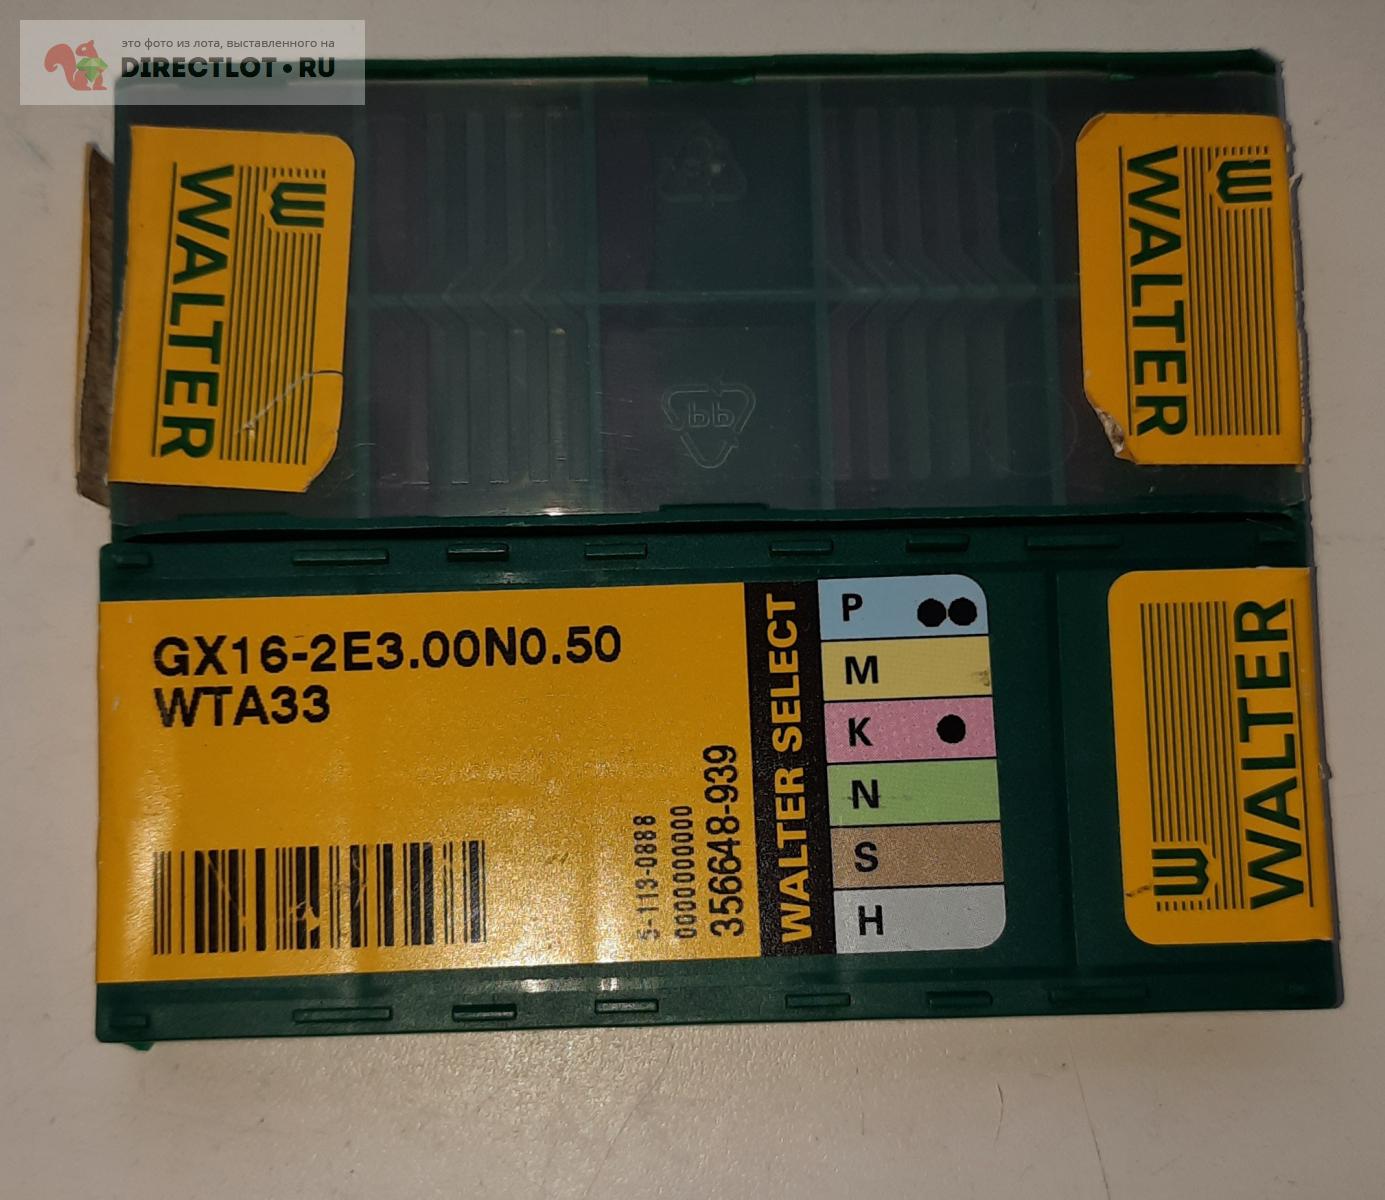 это фото из лота, выставленного на
DIRECTLOT•RU
WALTER
WALTER
GX16-2E3.00N0.50
WTA33
5-113-0888
0000000000
356648-939
WALTER SELECT
P
M
K
N
S
H
WALTER